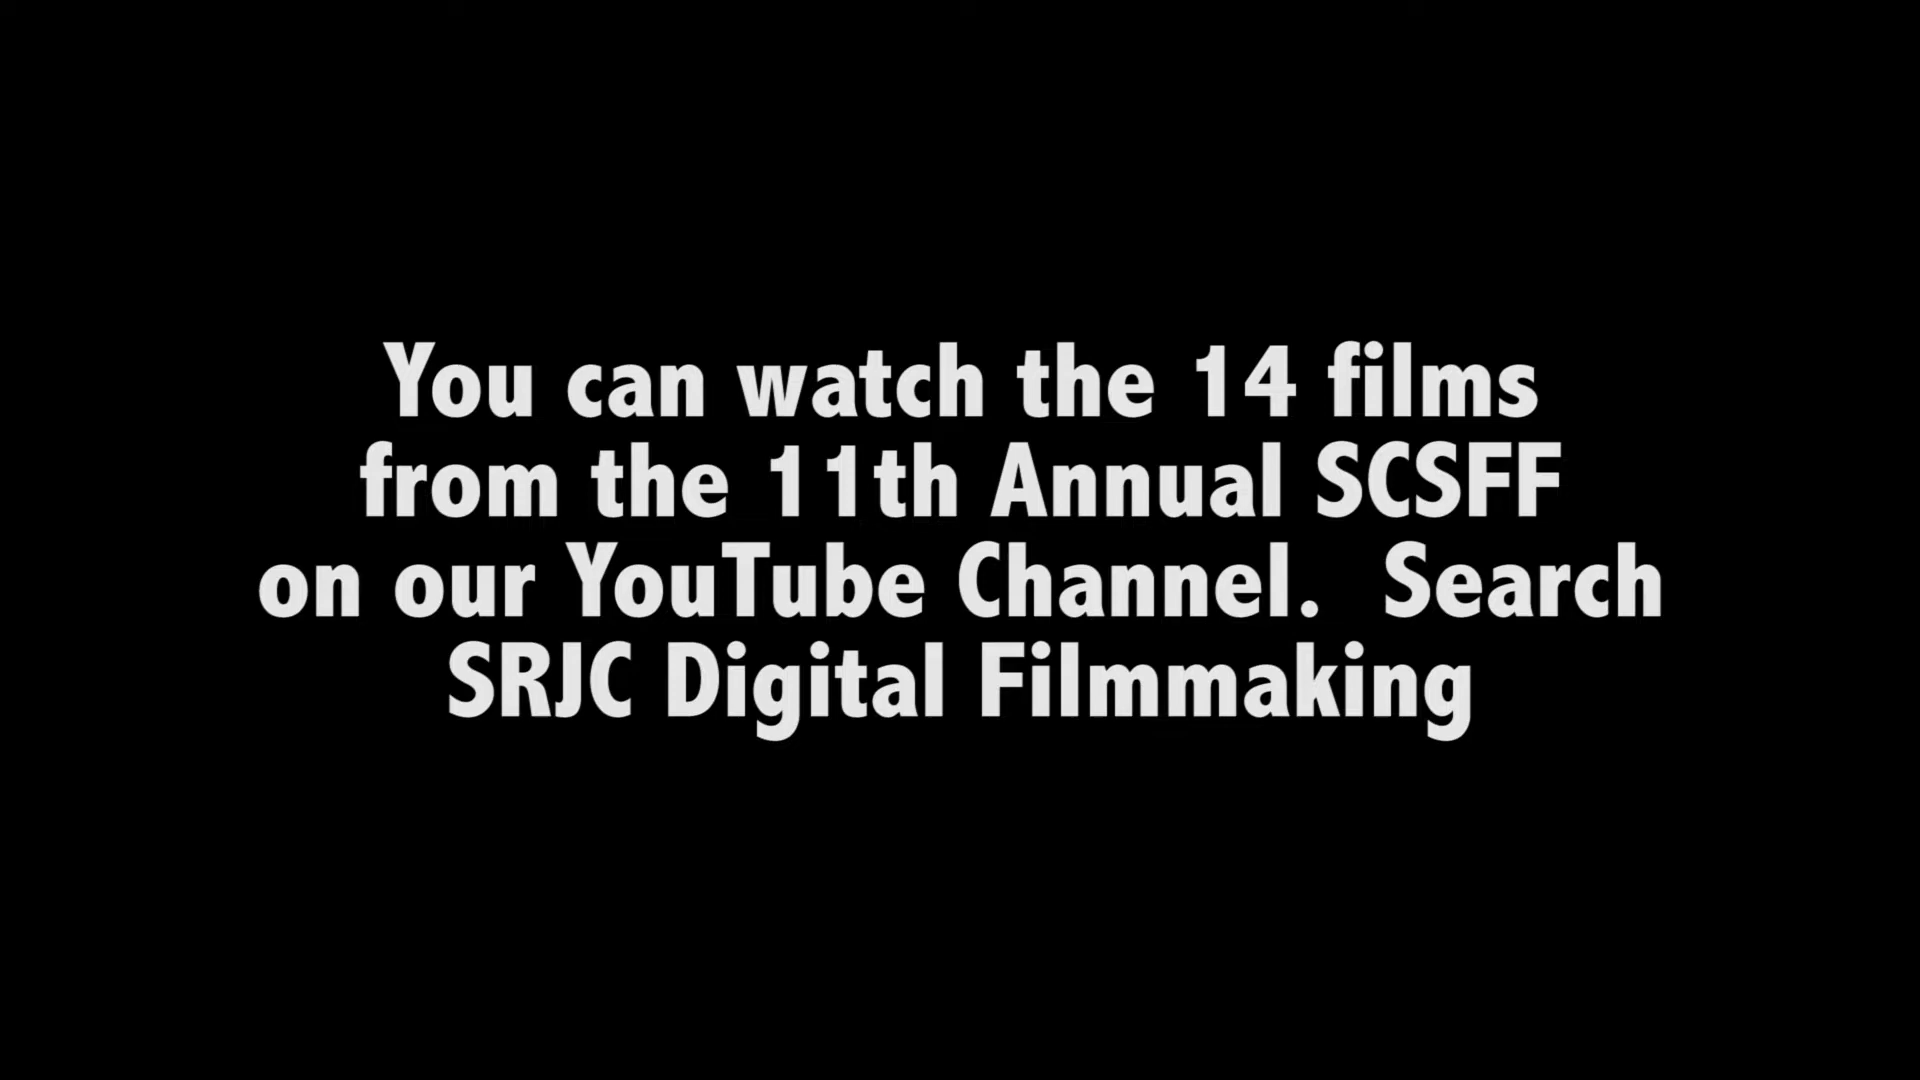 You can watch the 14 films
from the 11th Annual SCSFF
on our YouTube Channel.  Search
SRJC Digital Filmmaking